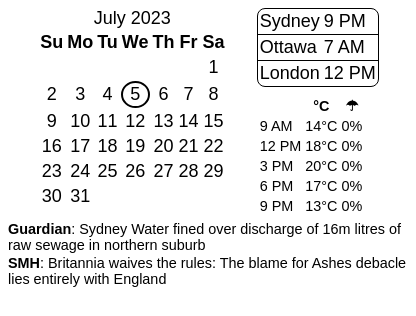 July 2023
Su Mo Tu We Th Fr Sa
1
2 3 4 5 6 7 8
9 10 11 12 13 14 15
16 17 18 19 20 21 22
23 24 25 26 27 28 29
30 31
Sydney 9 PM
Ottawa 7 AM
London 12 PM
°C ☂
9 AM 14°C 0%
12 PM 18°C 0%
3 PM 20°C 0%
6 PM 17°C 0%
9 PM 13°C 0%
Guardian: Sydney Water fined over discharge of 16m litres of
raw sewage in northern suburb
SMH: Britannia waives the rules: The blame for Ashes debacle
lies entirely with England